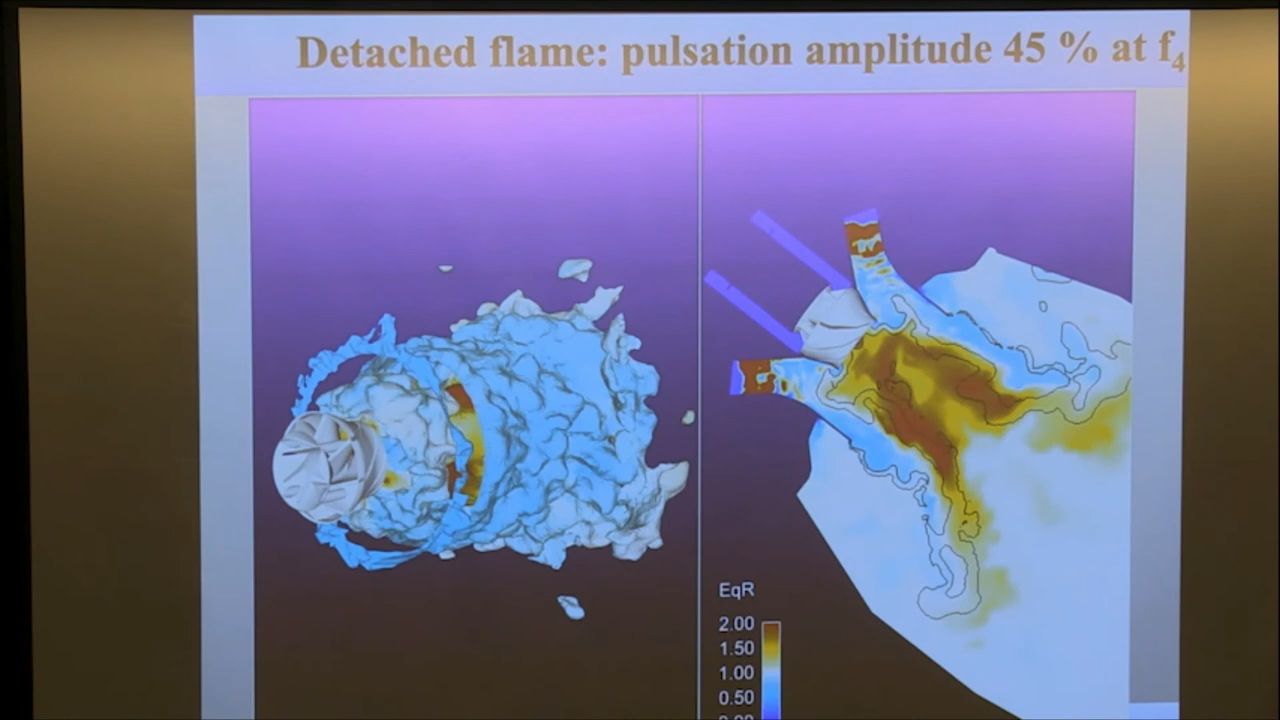 Detached flame: pulsation amplitude 45 % at f₄
EqR
2.00
1.50
1.00
0.50